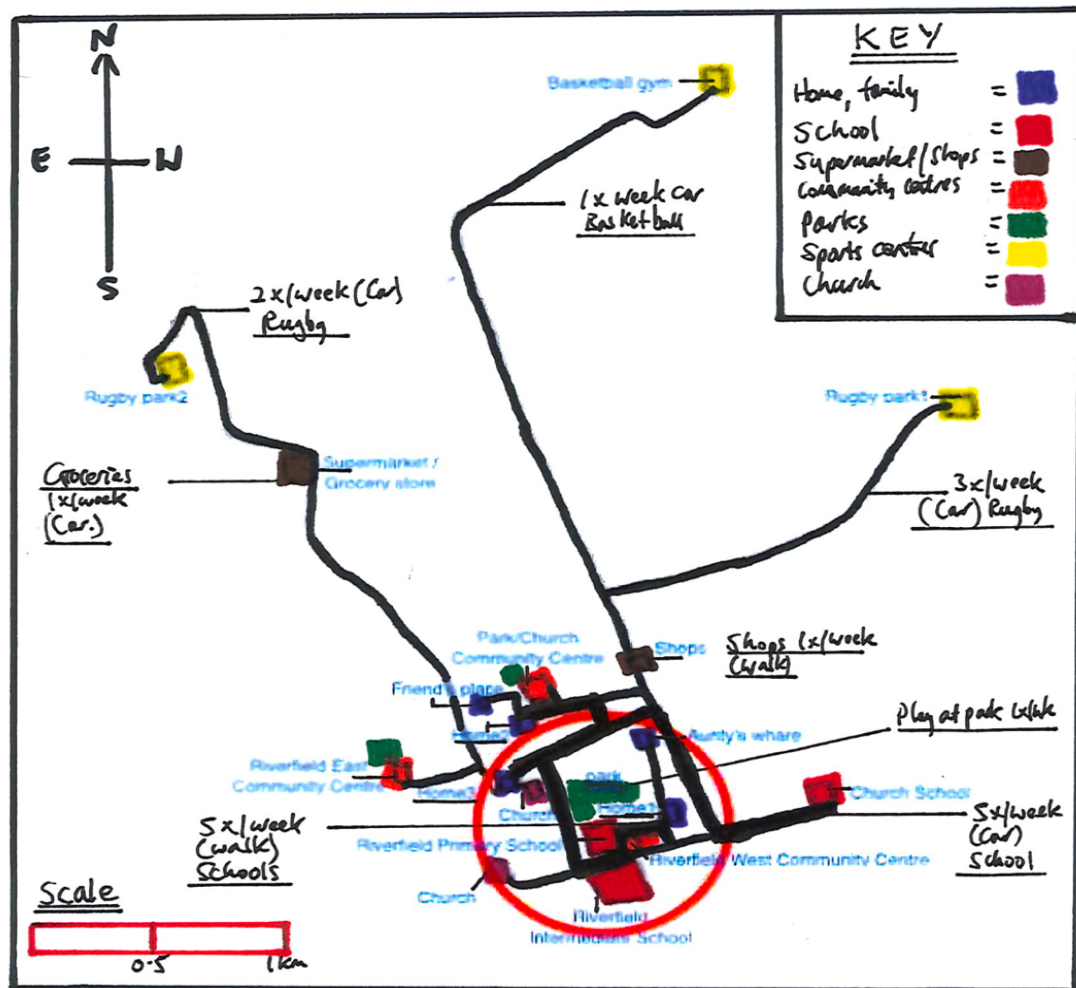 N
E
W
S
KEY
Home, family =
School =
Supermarket/Shops =
Community centres =
Parks =
Sports centres =
Church =
Basketball gym
1x week car
Basketball
2x/week (Car)
Rugby
Rugby park2
Rugby park1
Groceries
1x/week
(Car.)
Supermarket /
Grocery store
3x/week
(Car) Rugby
Park/Church
Community Centre
Shops
Shops 1x/week
(walk)
Friend's place
Home2
Play at park 1x/wk
Aunty's whare
Riverfield East
Community Centre
Home3
Church
park
Home1
Church School
5x/week
(walk)
Schools
Riverfield Primary School
Riverfield West Community Centre
5x/week
(Car)
School
Church
Riverfield
Intermediate School
Scale
0.5
1km